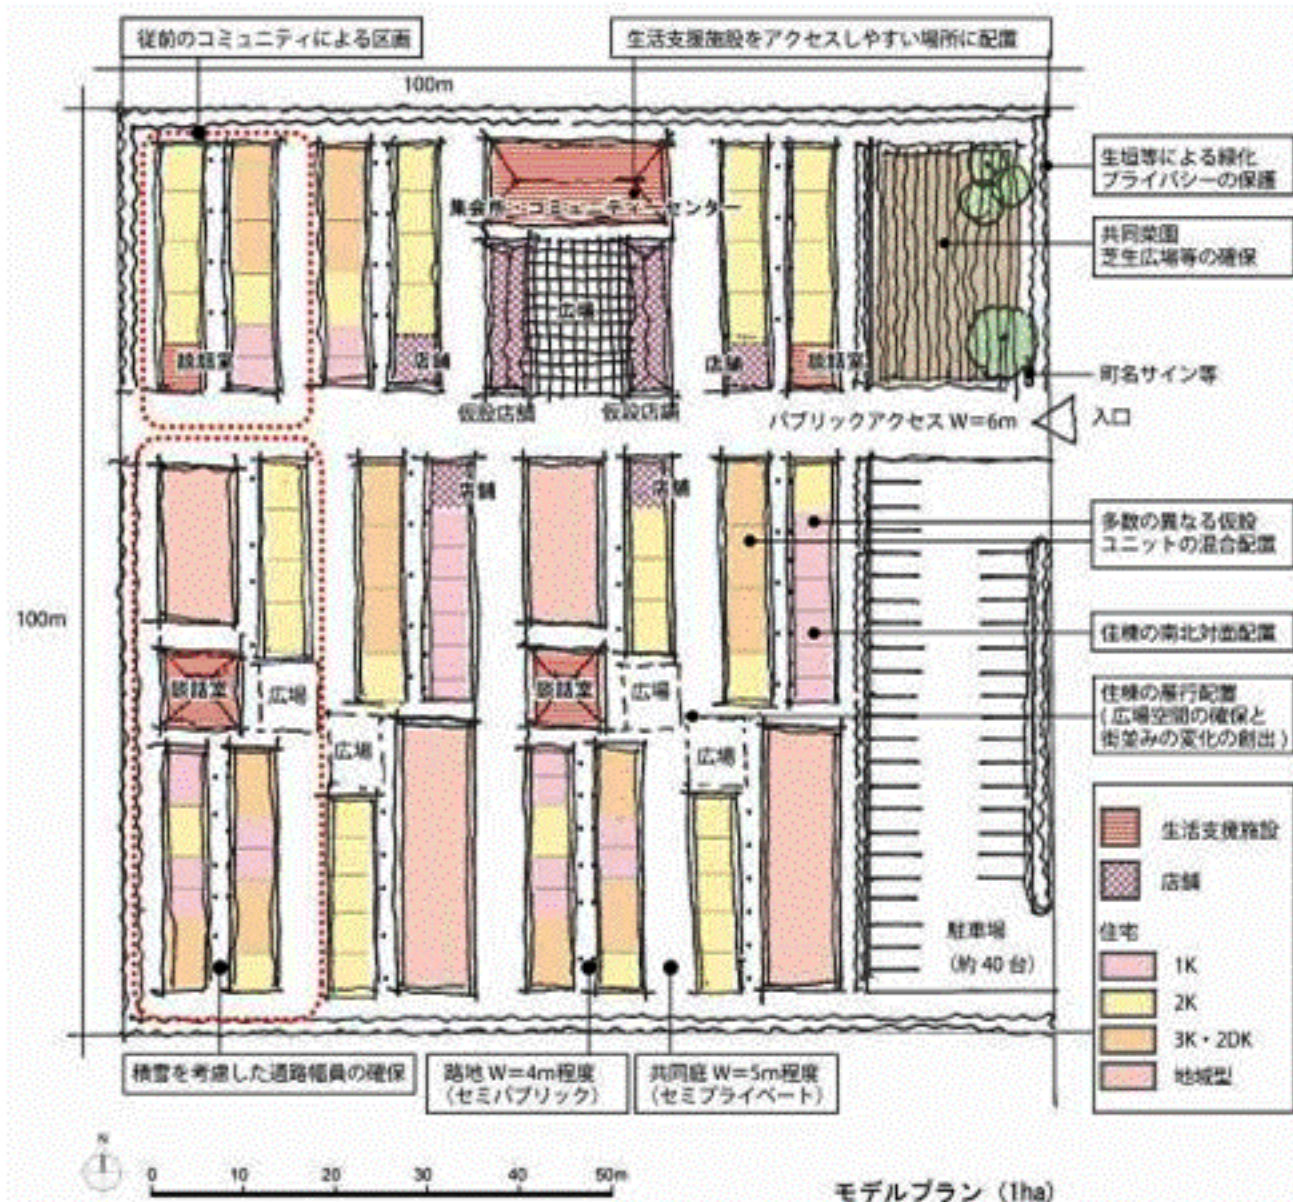 従前のコミュニティによる区画
生活支援施設をアクセスしやすい場所に配置
100m
生垣等による緑化
プライバシーの保護
集会所・コミューティーセンター
共同菜園
芝生広場等の確保
広場
談話室
店舗
店舗
談話室
町名サイン等
仮設店舗
仮設店舗
パブリックアクセス W=6m
入口
店舗
店舗
多数の異なる仮設
ユニットの混合配置
100m
住棟の南北対面配置
談話室
広場
談話室
広場
住棟の雁行配置
(広場空間の確保と
街並みの変化の創出)
広場
広場
生活支援施設
店舗
駐車場
(約 40 台)
住宅
1K
2K
3K・2DK
地域型
積雪を考慮した通路幅員の確保
路地 W=4m程度
(セミパブリック)
共同庭 W=5m程度
(セミプライベート)
N
0 10 20 30 40 50m
モデルプラン (1ha)